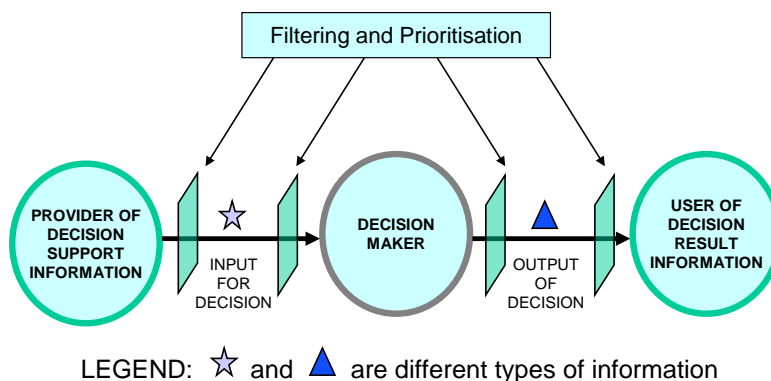 Filtering and Prioritisation
PROVIDER OF
DECISION
SUPPORT
INFORMATION
INPUT
FOR
DECISION
DECISION
MAKER
OUTPUT
OF
DECISION
USER OF
DECISION
RESULT
INFORMATION
LEGEND: and are different types of information